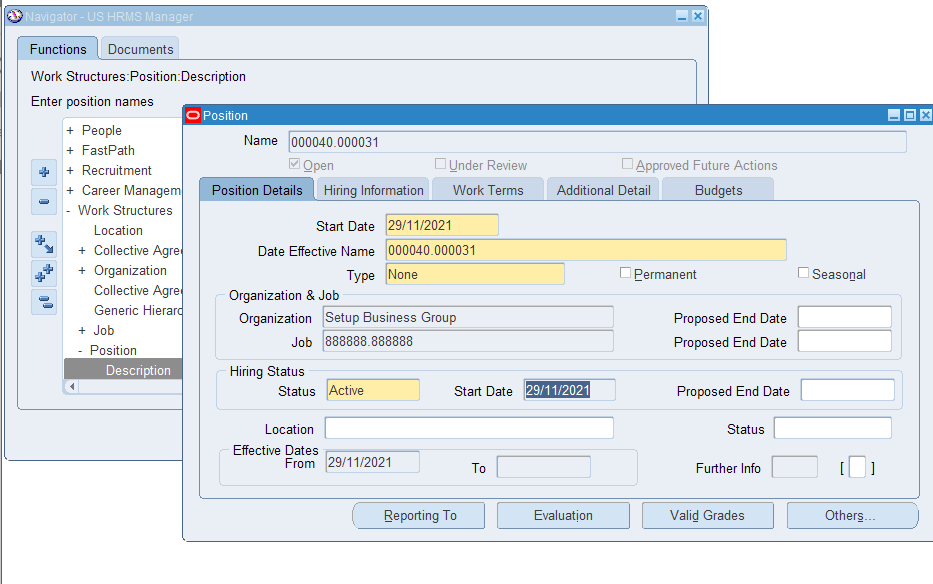 Navigator - US HRMS Manager
Functions Documents
Work Structures:Position:Description
Enter position names
+ People
+ FastPath
+ Recruitment
+ Career Managem
- Work Structures
Location
+ Collective Agre
+ Organization
Collective Agre
Generic Hierarc
+ Job
- Position
Description
Position
Name 000040.000031
Open Under Review Approved Future Actions
Position Details Hiring Information Work Terms Additional Detail Budgets
Start Date 29/11/2021
Date Effective Name 000040.000031
Type None Permanent Seasonal
Organization & Job
Organization Setup Business Group Proposed End Date
Job 888888.888888 Proposed End Date
Hiring Status
Status Active Start Date 29/11/2021 Proposed End Date
Location Status
Effective Dates
From 29/11/2021 To Further Info [ ]
Reporting To Evaluation Valid Grades Others...